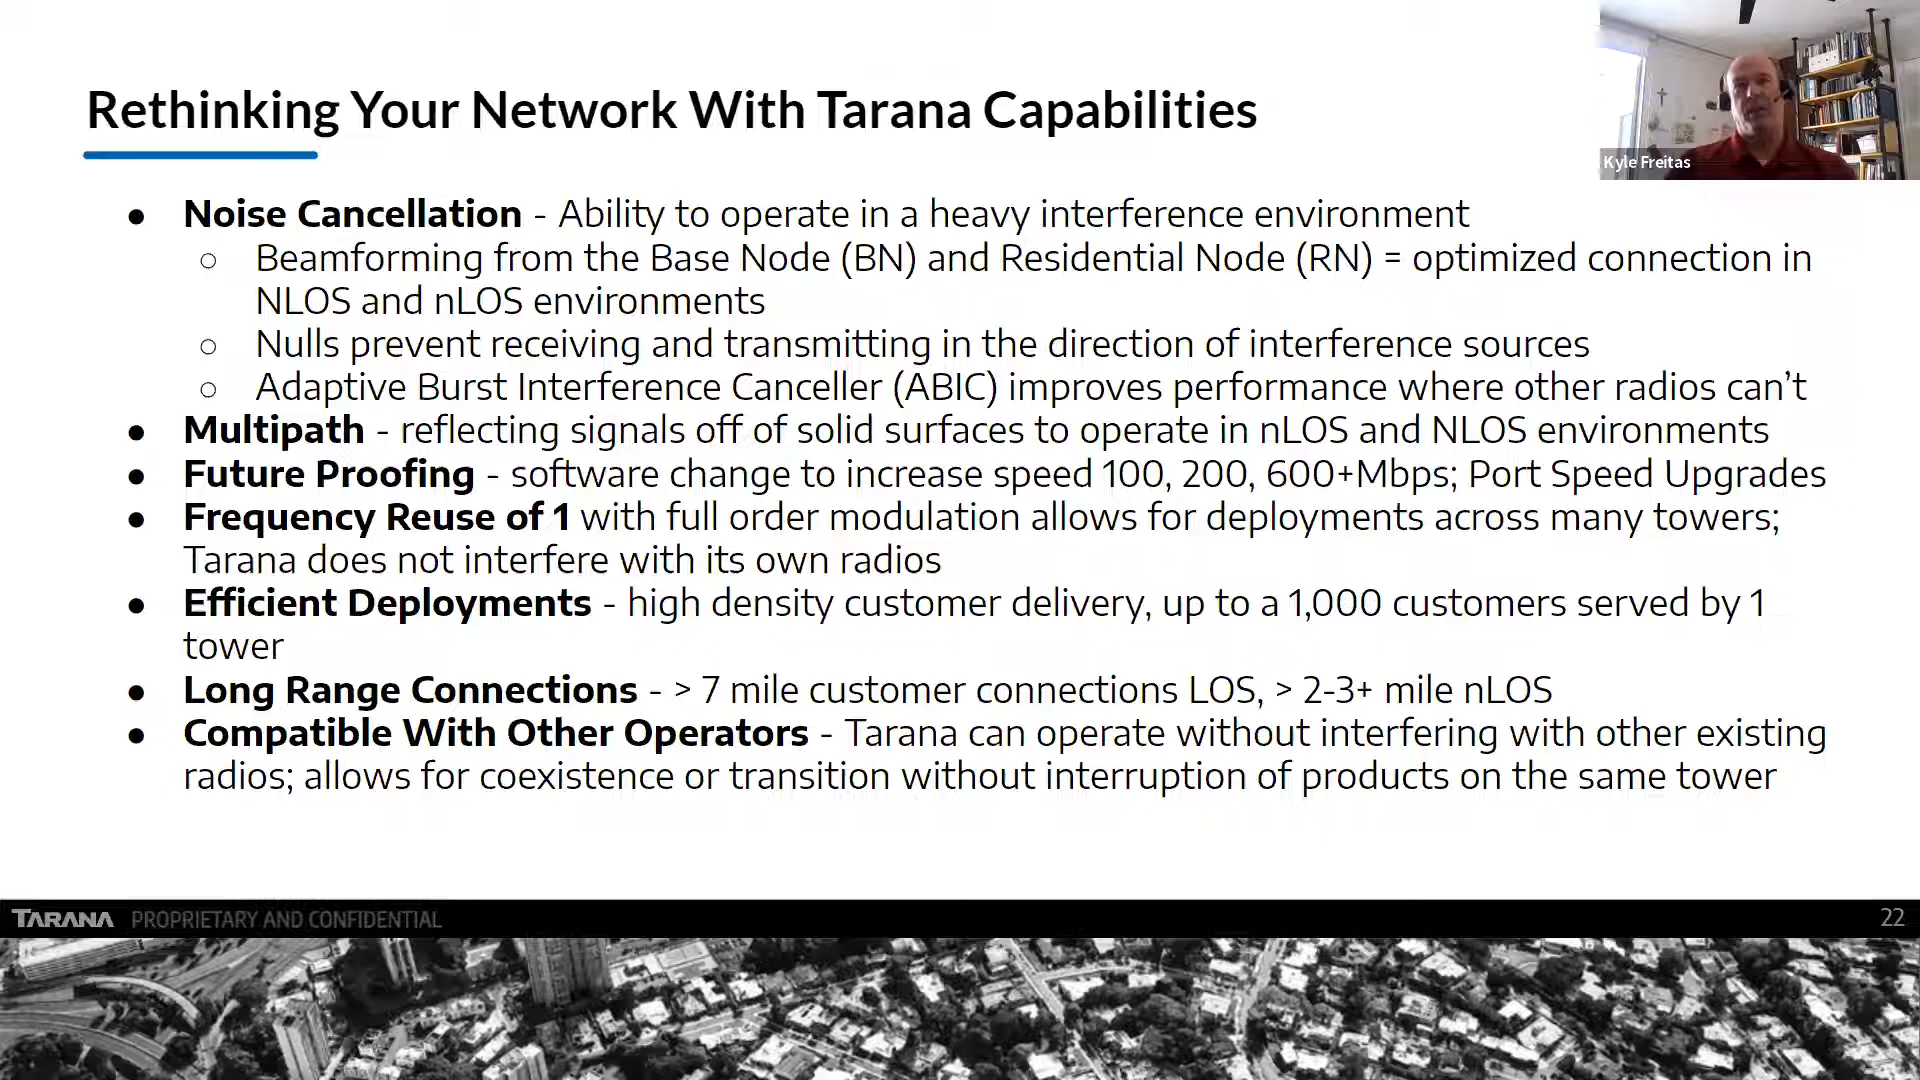 Rethinking Your Network With Tarana Capabilities
Kyle Freitas
● Noise Cancellation - Ability to operate in a heavy interference environment
○ Beamforming from the Base Node (BN) and Residential Node (RN) = optimized connection in
NLOS and nLOS environments
○ Nulls prevent receiving and transmitting in the direction of interference sources
○ Adaptive Burst Interference Canceller (ABIC) improves performance where other radios can’t
● Multipath - reflecting signals off of solid surfaces to operate in nLOS and NLOS environments
● Future Proofing - software change to increase speed 100, 200, 600+Mbps; Port Speed Upgrades
● Frequency Reuse of 1 with full order modulation allows for deployments across many towers;
Tarana does not interfere with its own radios
● Efficient Deployments - high density customer delivery, up to a 1,000 customers served by 1
tower
● Long Range Connections - > 7 mile customer connections LOS, > 2-3+ mile nLOS
● Compatible With Other Operators - Tarana can operate without interfering with other existing
radios; allows for coexistence or transition without interruption of products on the same tower
TARANA PROPRIETARY AND CONFIDENTIAL
22